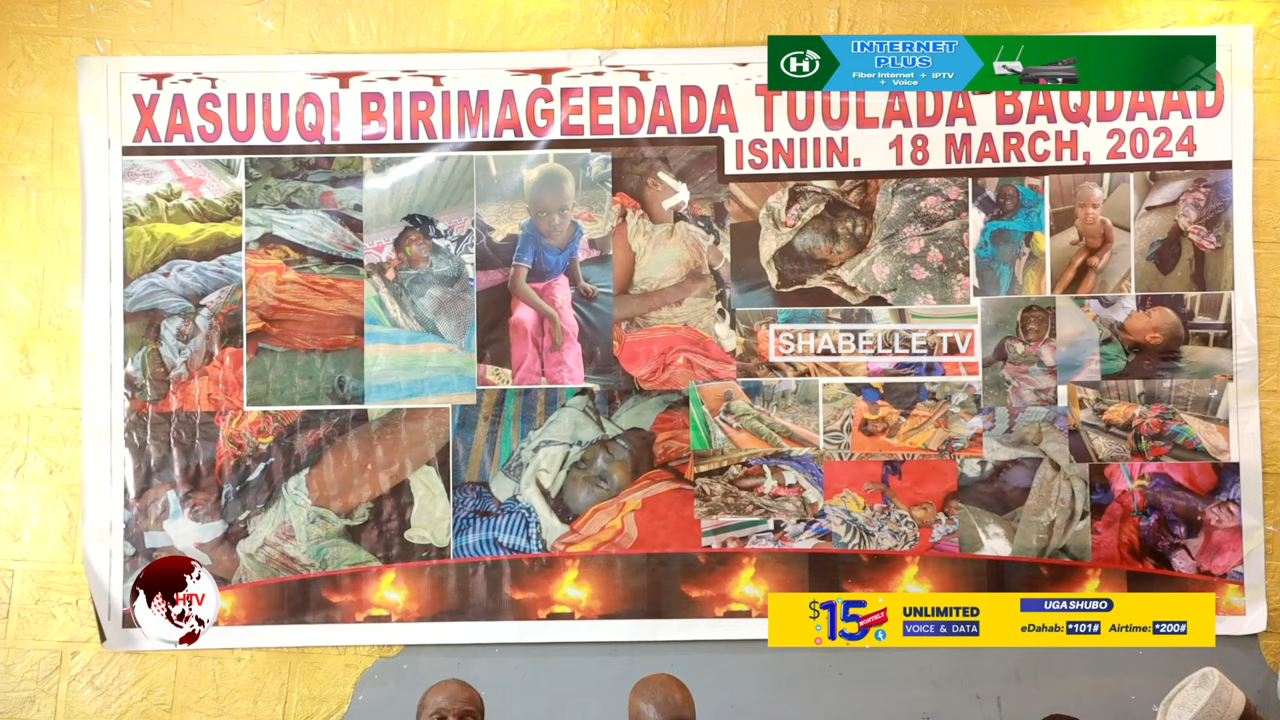 INTERNET
PLUS
Fiber Internet + IPTV
+ Voice
XASUUQI BIRIMAGEEDADA TUULADA BAQDAAD
ISNIIN. 18 MARCH, 2024
SHABELLE TV
HTV
$15 MONTHLY
UNLIMITED
VOICE & DATA
UGA SHUBO
eDahab: *101# Airtime: *200#